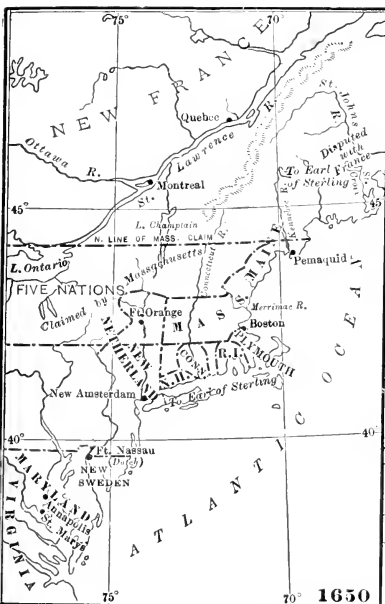 75°
70°
NEW FRANCE
Quebec
St. Lawrence R.
Ottawa R.
Montreal
St. Johns R.
Disputed with France
To Earl of Sterling
Kennebec R.
St. Croix
45
45
L. Champlain
N. LINE OF MASS. CLAIM
Connecticut R.
MAINE
Pemaquid
L. Ontario
FIVE NATIONS
Claimed by Massachusetts
Ft. Orange
MASS.
Merrimac R.
Boston
NEW NETHERLAND
CONN.
R.I.
PLYMOUTH
N.H.
New Amsterdam
To Earl of Sterling
40°
40
Ft. Nassau
(Dutch)
NEW SWEDEN
MARYLAND
Annapolis
St. Marys
VIRGINIA
ATLANTIC OCEAN
75°
70°
1650